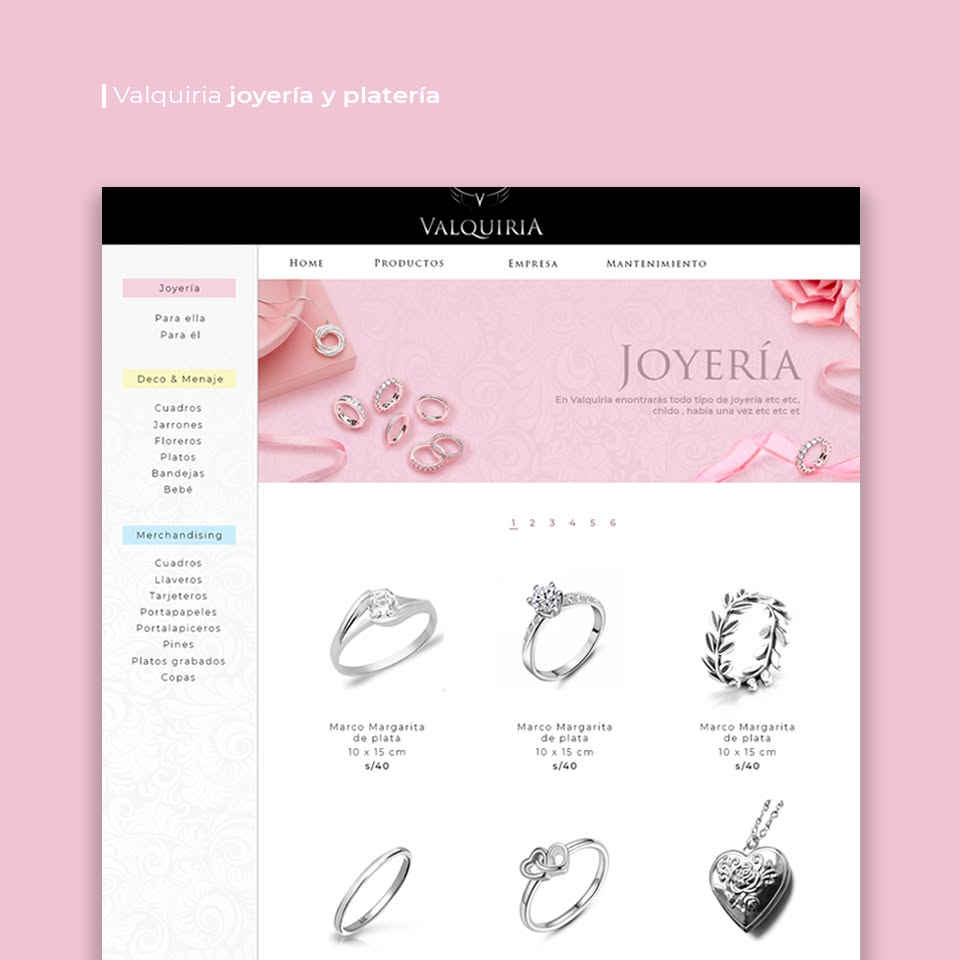 Valquiria joyería y platería
V
VALQUIRIA
HOME PRODUCTOS EMPRESA MANTENIMIENTO
Joyería
Para ella
Para él
Deco & Menaje
Cuadros
Jarrones
Floreros
Platos
Bandejas
Bebé
Merchandising
Cuadros
Llaveros
Tarjeteros
Portapapeles
Portalapiceros
Pines
Platos grabados
Copas
JOYERÍA
En Valquiria enontrarás todo tipo de joyería etc etc,
chido , había una vez etc etc et
1 2 3 4 5 6
Marco Margarita
de plata
10 x 15 cm
s/40
Marco Margarita
de plata
10 x 15 cm
s/40
Marco Margarita
de plata
10 x 15 cm
s/40